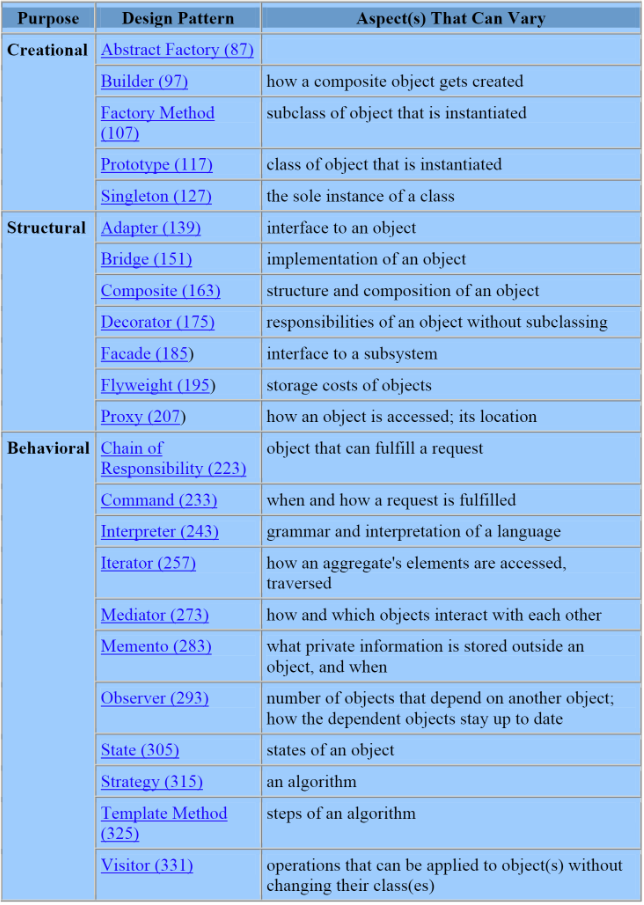 Purpose Design Pattern Aspect(s) That Can Vary
Creational Abstract Factory (87)
Builder (97) how a composite object gets created
Factory Method subclass of object that is instantiated
(107)
Prototype (117) class of object that is instantiated
Singleton (127) the sole instance of a class
Structural Adapter (139) interface to an object
Bridge (151) implementation of an object
Composite (163) structure and composition of an object
Decorator (175) responsibilities of an object without subclassing
Facade (185) interface to a subsystem
Flyweight (195) storage costs of objects
Proxy (207) how an object is accessed; its location
Behavioral Chain of object that can fulfill a request
Responsibility (223)
Command (233) when and how a request is fulfilled
Interpreter (243) grammar and interpretation of a language
Iterator (257) how an aggregate's elements are accessed,
traversed
Mediator (273) how and which objects interact with each other
Memento (283) what private information is stored outside an
object, and when
Observer (293) number of objects that depend on another object;
how the dependent objects stay up to date
State (305) states of an object
Strategy (315) an algorithm
Template Method steps of an algorithm
(325)
Visitor (331) operations that can be applied to object(s) without
changing their class(es)